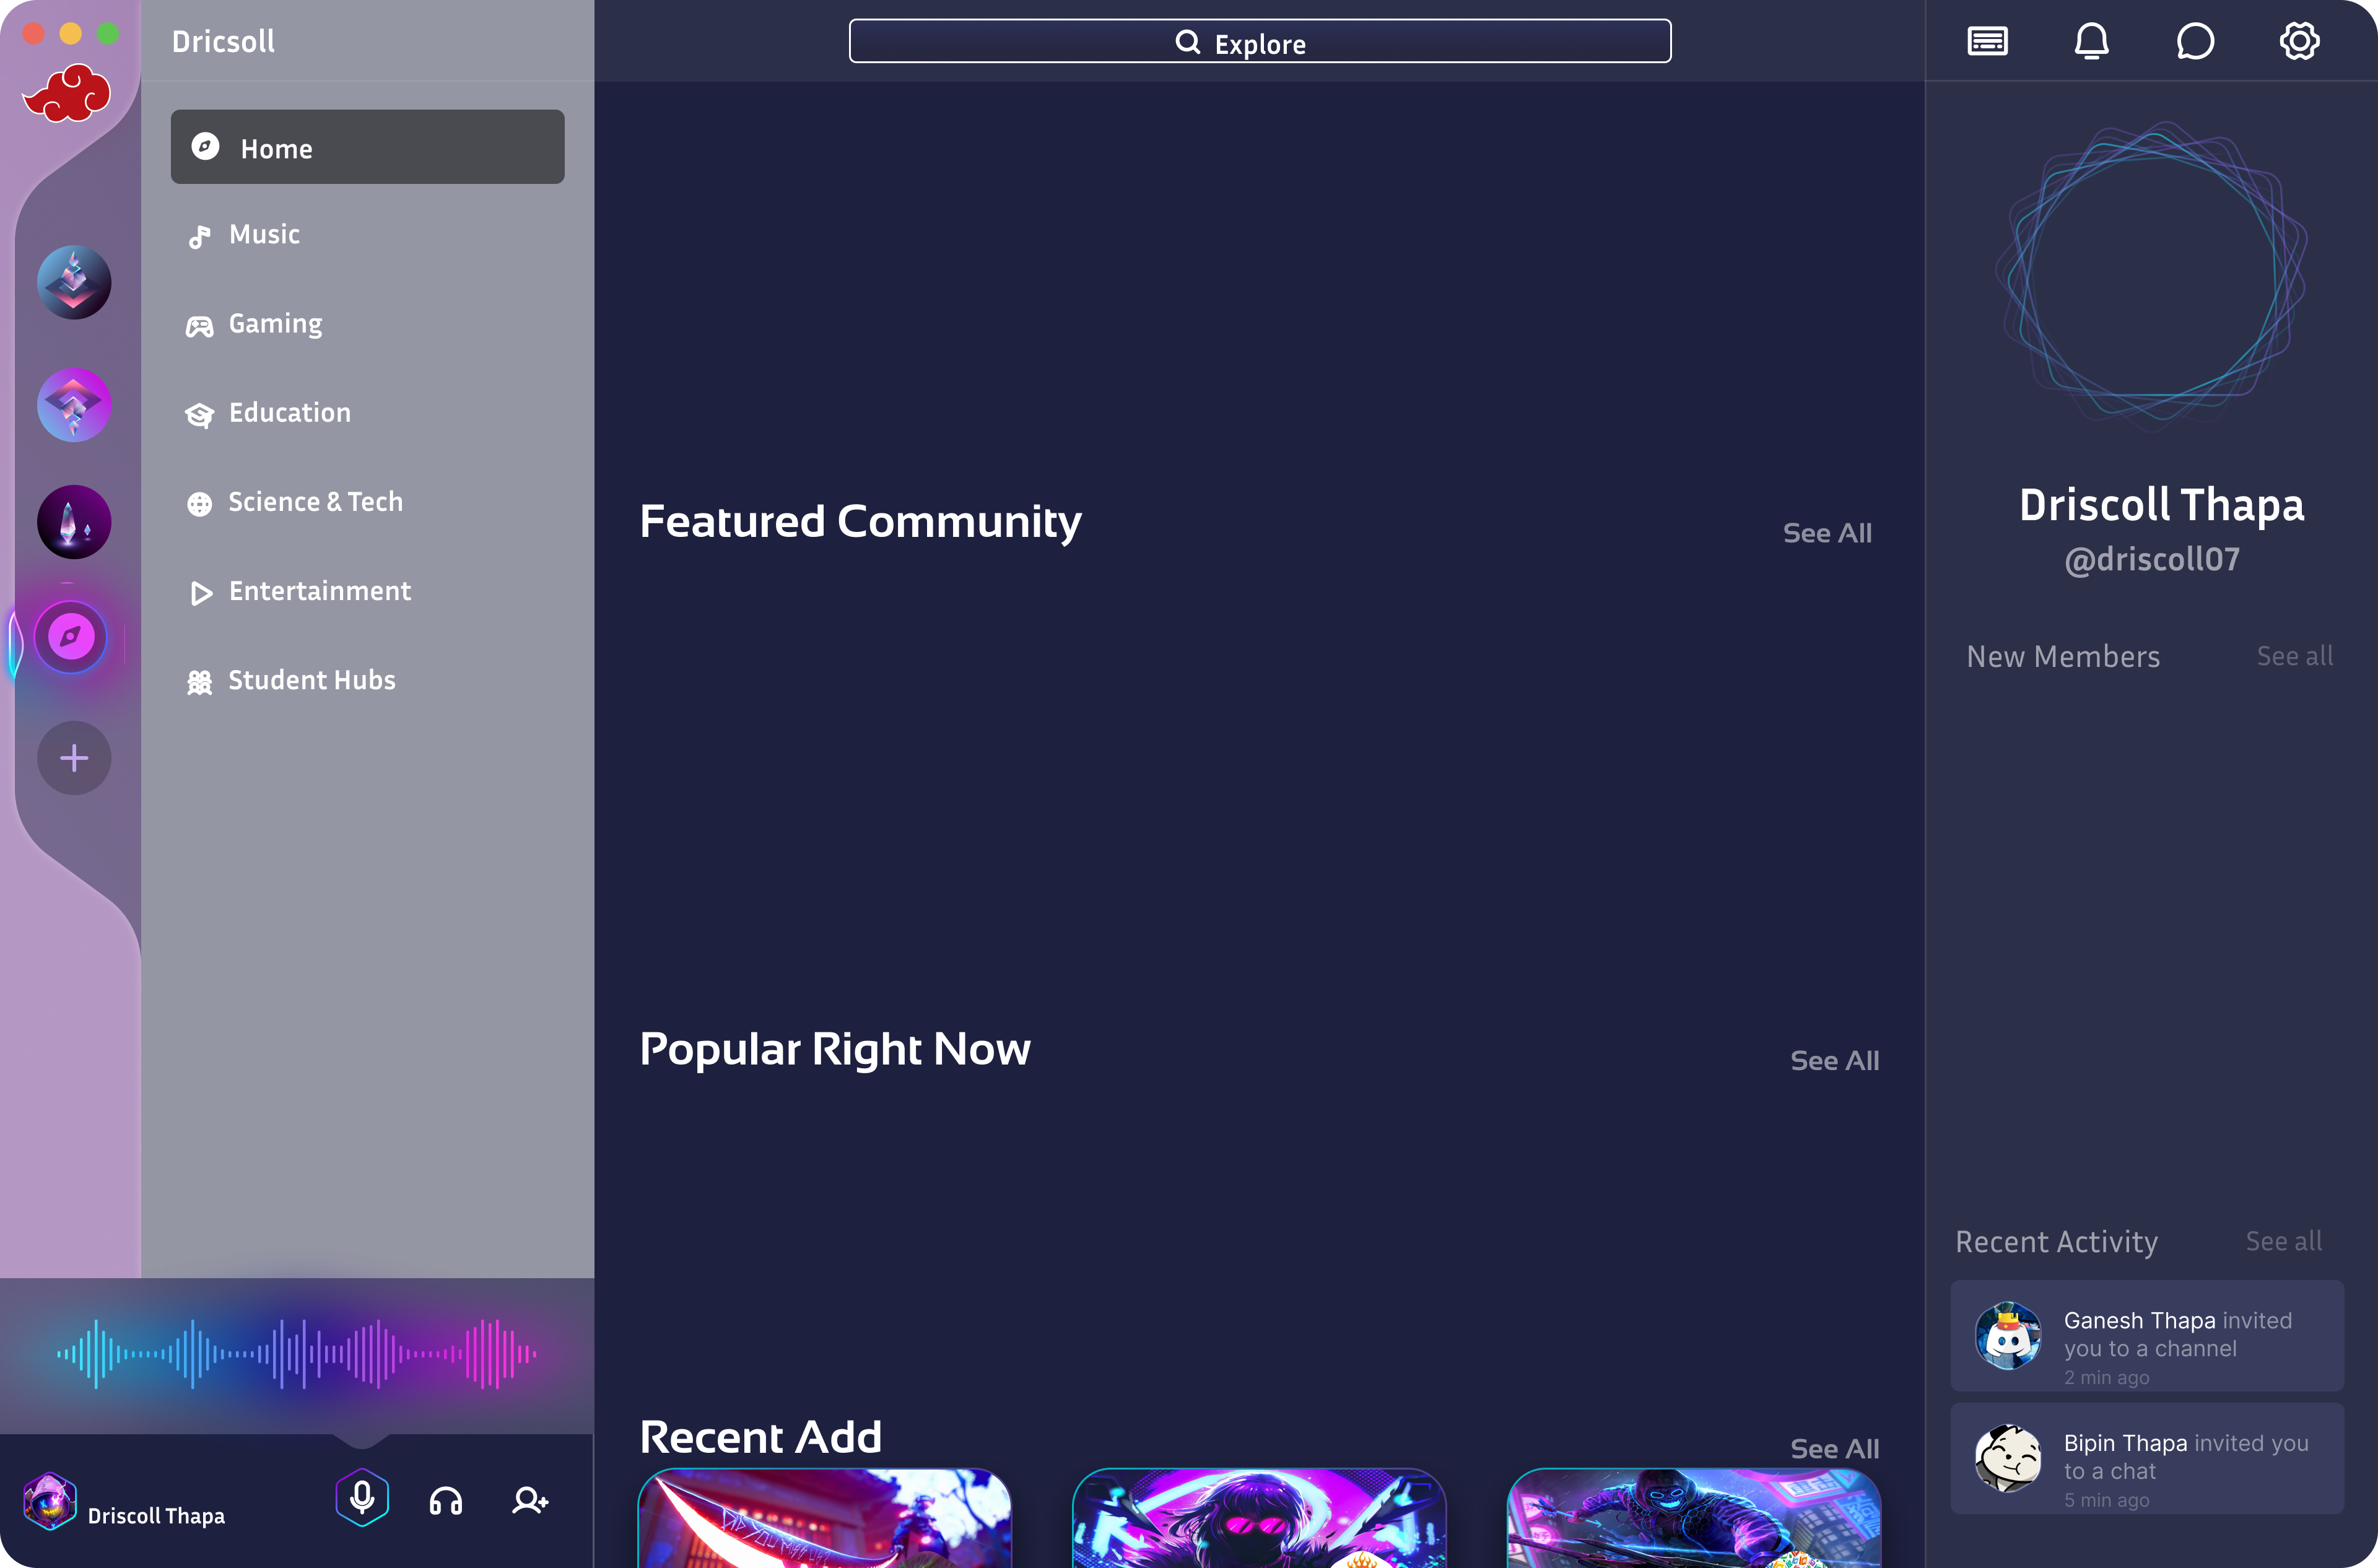 Dricsoll
Explore
Home
Music
Gaming
Education
Science & Tech
Entertainment
Student Hubs
Driscoll Thapa
Featured Community
See All
Popular Right Now
See All
Recent Add
See All
Driscoll Thapa
@driscoll07
New Members
See all
Recent Activity
See all
Ganesh Thapa invited
you to a channel
2 min ago
Bipin Thapa invited you
to a chat
5 min ago